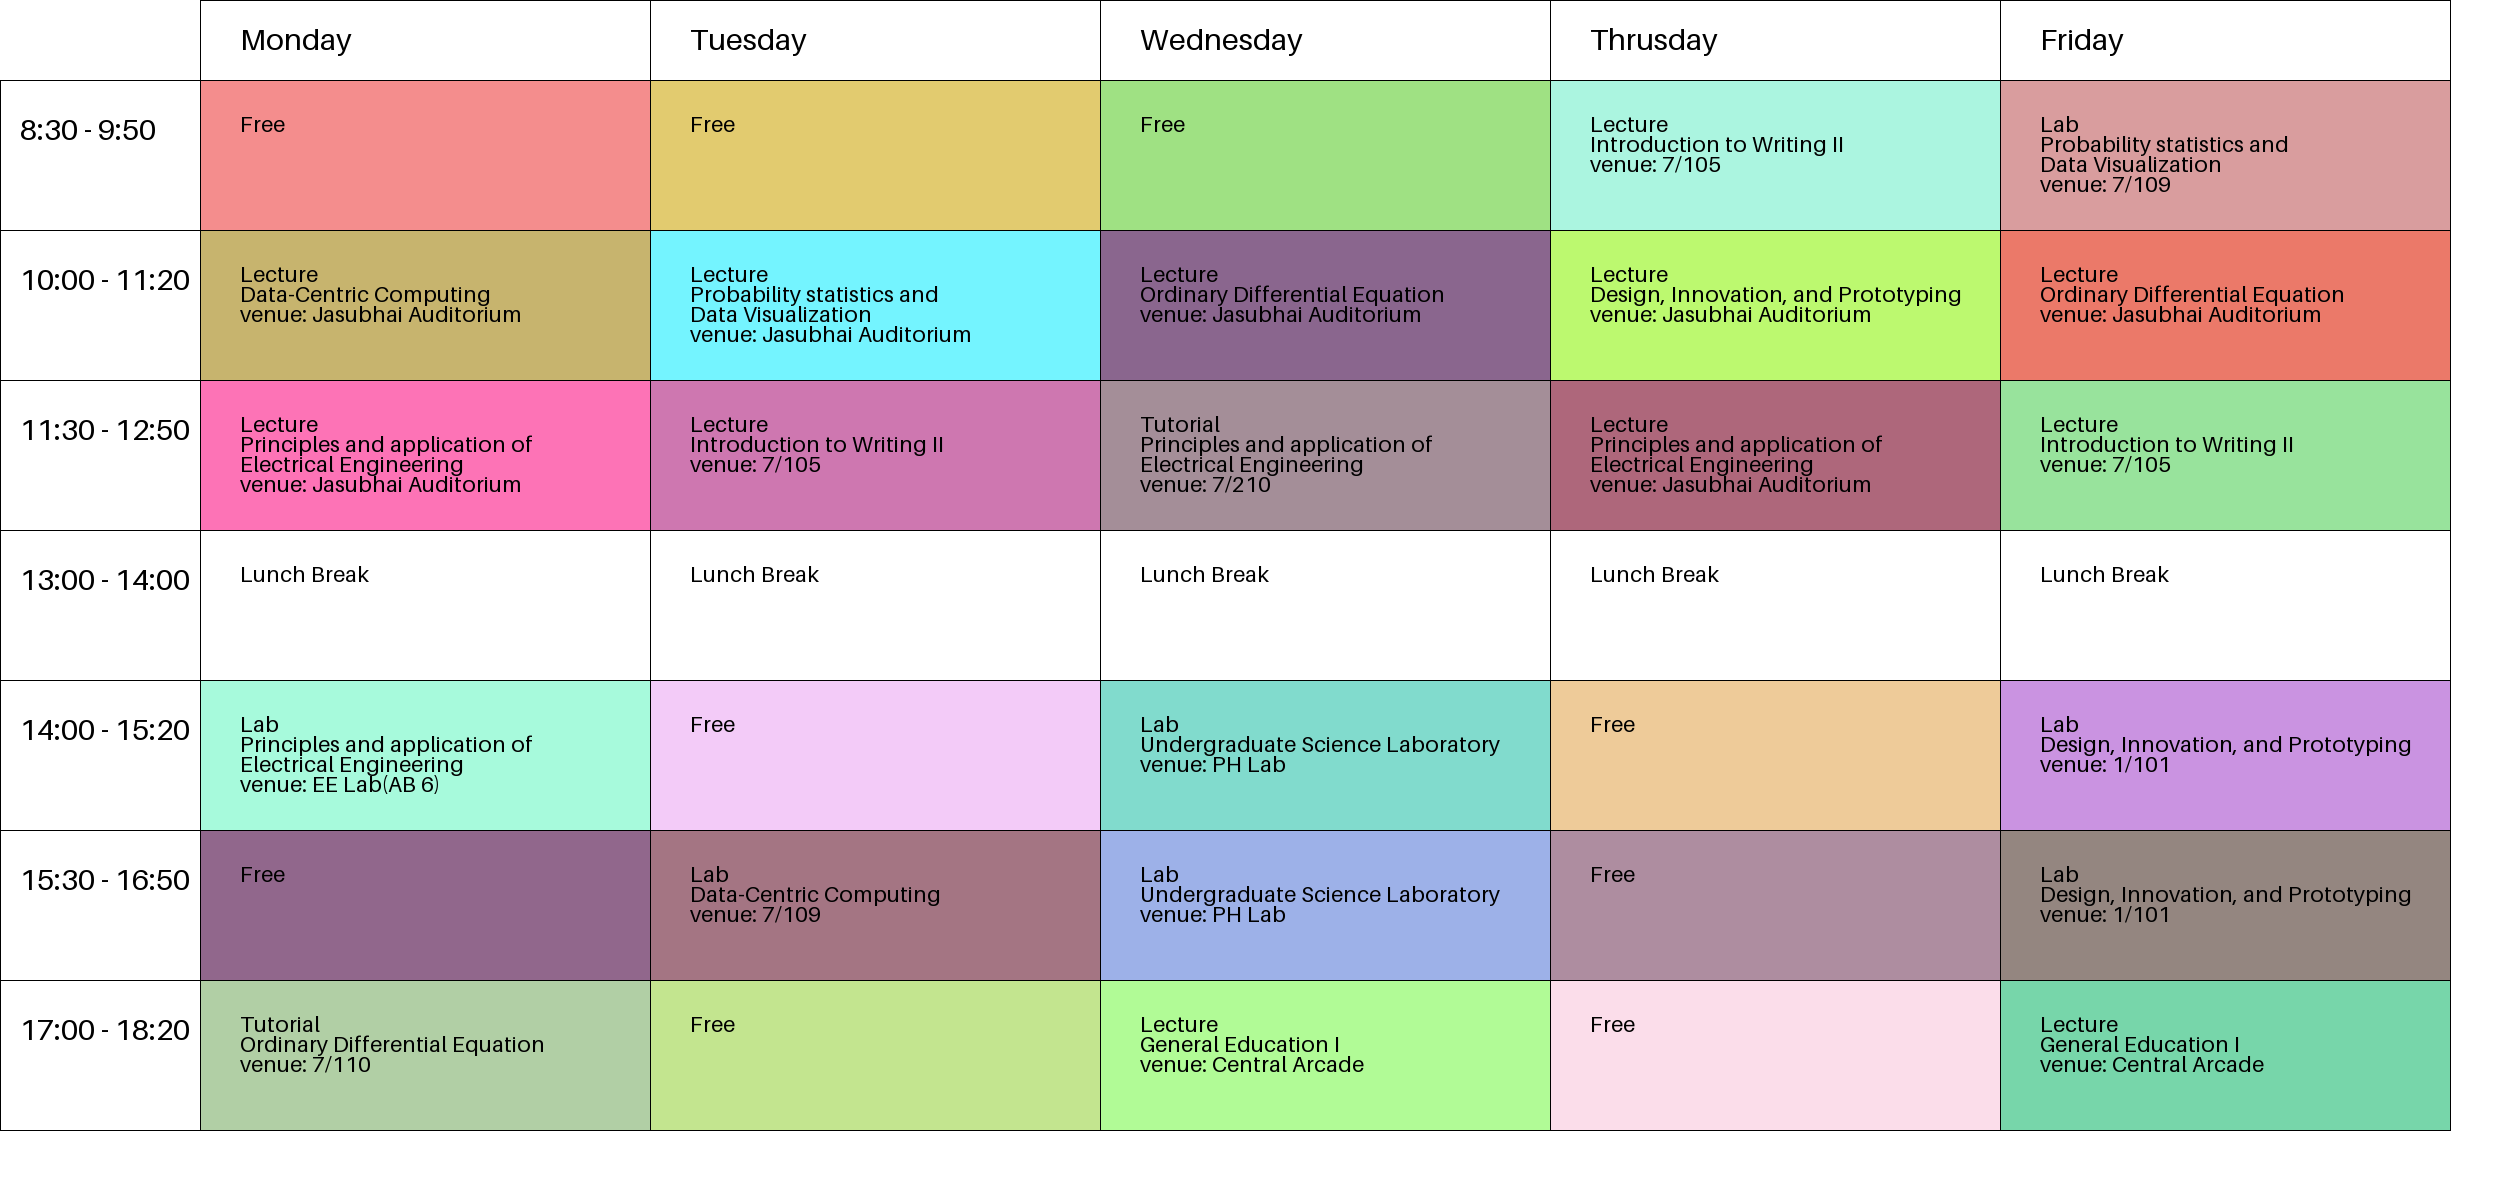 Monday
Tuesday
Wednesday
Thrusday
Friday
8:30 - 9:50
Free
Free
Free
Lecture
Introduction to Writing II
venue: 7/105
Lab
Probability statistics and
Data Visualization
venue: 7/109
10:00 - 11:20
Lecture
Data-Centric Computing
venue: Jasubhai Auditorium
Lecture
Probability statistics and
Data Visualization
venue: Jasubhai Auditorium
Lecture
Ordinary Differential Equation
venue: Jasubhai Auditorium
Lecture
Design, Innovation, and Prototyping
venue: Jasubhai Auditorium
Lecture
Ordinary Differential Equation
venue: Jasubhai Auditorium
11:30 - 12:50
Lecture
Principles and application of
Electrical Engineering
venue: Jasubhai Auditorium
Lecture
Introduction to Writing II
venue: 7/105
Tutorial
Principles and application of
Electrical Engineering
venue: 7/210
Lecture
Principles and application of
Electrical Engineering
venue: Jasubhai Auditorium
Lecture
Introduction to Writing II
venue: 7/105
13:00 - 14:00
Lunch Break
Lunch Break
Lunch Break
Lunch Break
Lunch Break
14:00 - 15:20
Lab
Principles and application of
Electrical Engineering
venue: EE Lab(AB 6)
Free
Lab
Undergraduate Science Laboratory
venue: PH Lab
Free
Lab
Design, Innovation, and Prototyping
venue: 1/101
15:30 - 16:50
Free
Lab
Data-Centric Computing
venue: 7/109
Lab
Undergraduate Science Laboratory
venue: PH Lab
Free
Lab
Design, Innovation, and Prototyping
venue: 1/101
17:00 - 18:20
Tutorial
Ordinary Differential Equation
venue: 7/110
Free
Lecture
General Education I
venue: Central Arcade
Free
Lecture
General Education I
venue: Central Arcade